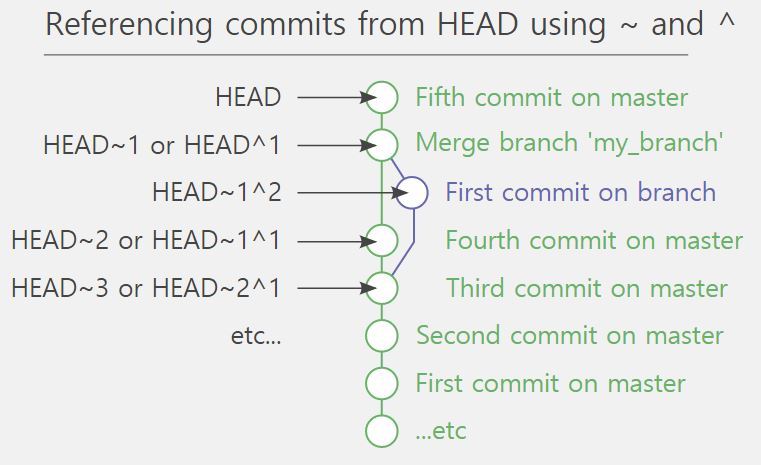 Referencing commits from HEAD using ~ and ^
HEAD Fifth commit on master
HEAD~1 or HEAD^1 Merge branch 'my_branch'
HEAD~1^2 First commit on branch
HEAD~2 or HEAD~1^1 Fourth commit on master
HEAD~3 or HEAD~2^1 Third commit on master
etc... Second commit on master
First commit on master
...etc